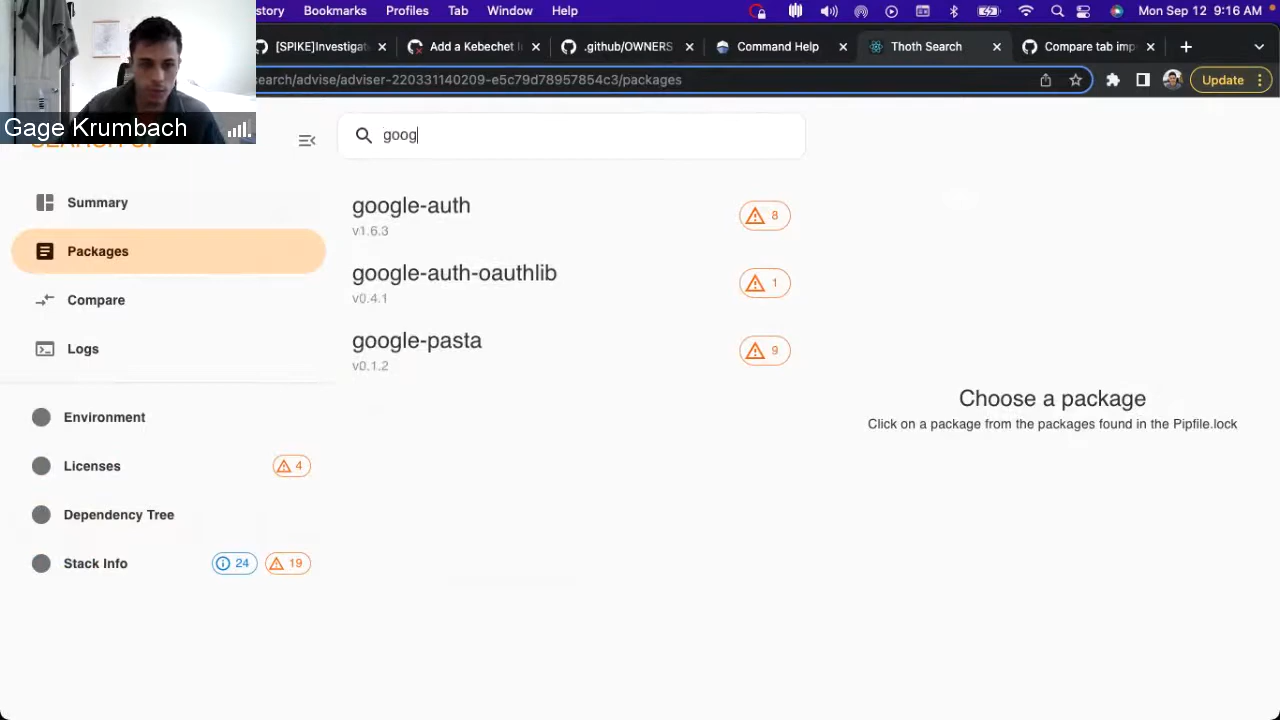 story Bookmarks Profiles Tab Window Help Mon Sep 12 9:16 AM
[SPIKE]Investigat Add a Kebechet I .github/OWNERS Command Help Thoth Search Compare tab imp
search/advise/adviser-220331140209-e5c79d78957854c3/packages Update
Gage Krumbach
goog
Summary
Packages
Compare
Logs
Environment
Licenses 4
Dependency Tree
Stack Info 24 19
google-auth 8
v1.6.3
google-auth-oauthlib 1
v0.4.1
google-pasta 9
v0.1.2
Choose a package
Click on a package from the packages found in the Pipfile.lock